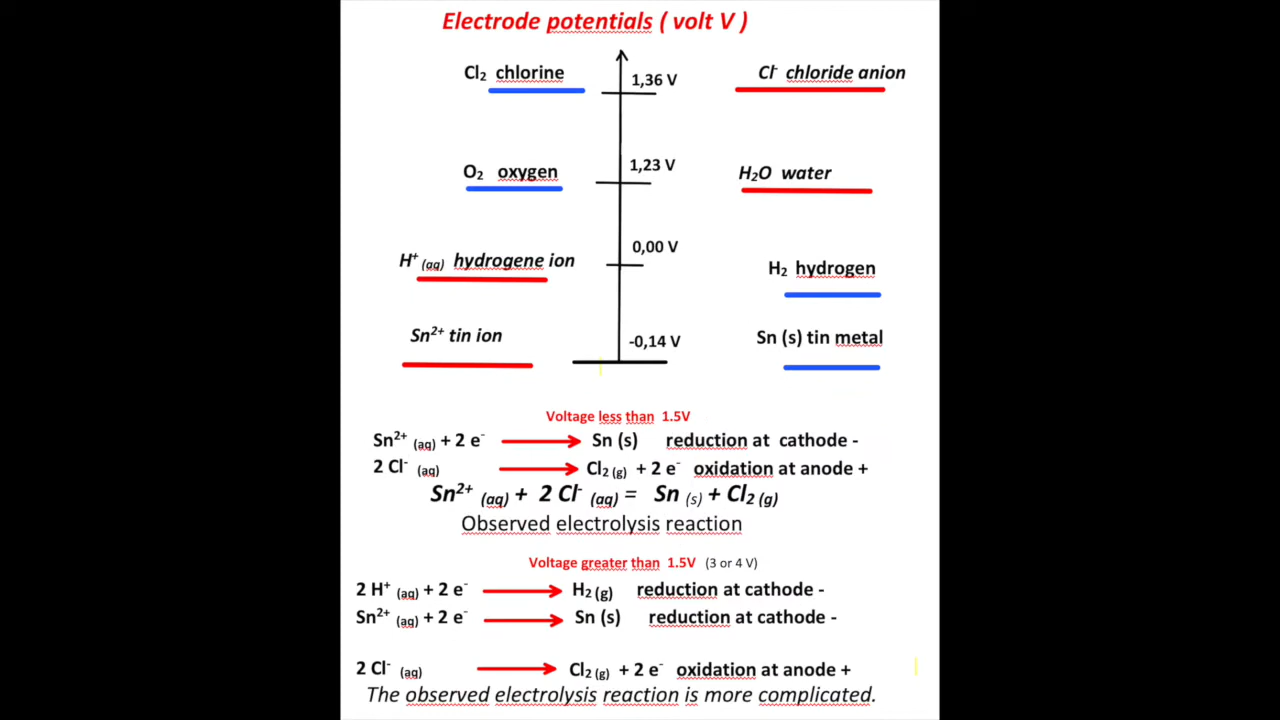 Electrode potentials ( volt V )
Cl₂ chlorine 1,36 V Cl⁻ chloride anion
O₂ oxygen 1,23 V H₂O water
H⁺ (aq) hydrogene ion 0,00 V H₂ hydrogen
Sn²⁺ tin ion -0,14 V Sn (s) tin metal
Voltage less than 1.5V
Sn²⁺ (aq) + 2 e⁻ → Sn (s) reduction at cathode -
2 Cl⁻ (aq) → Cl₂ (g) + 2 e⁻ oxidation at anode +
Sn²⁺ (aq) + 2 Cl⁻ (aq) = Sn (s) + Cl₂ (g)
Observed electrolysis reaction
Voltage greater than 1.5V (3 or 4 V)
2 H⁺ (aq) + 2 e⁻ → H₂ (g) reduction at cathode -
Sn²⁺ (aq) + 2 e⁻ → Sn (s) reduction at cathode -
2 Cl⁻ (aq) → Cl₂ (g) + 2 e⁻ oxidation at anode +
The observed electrolysis reaction is more complicated.